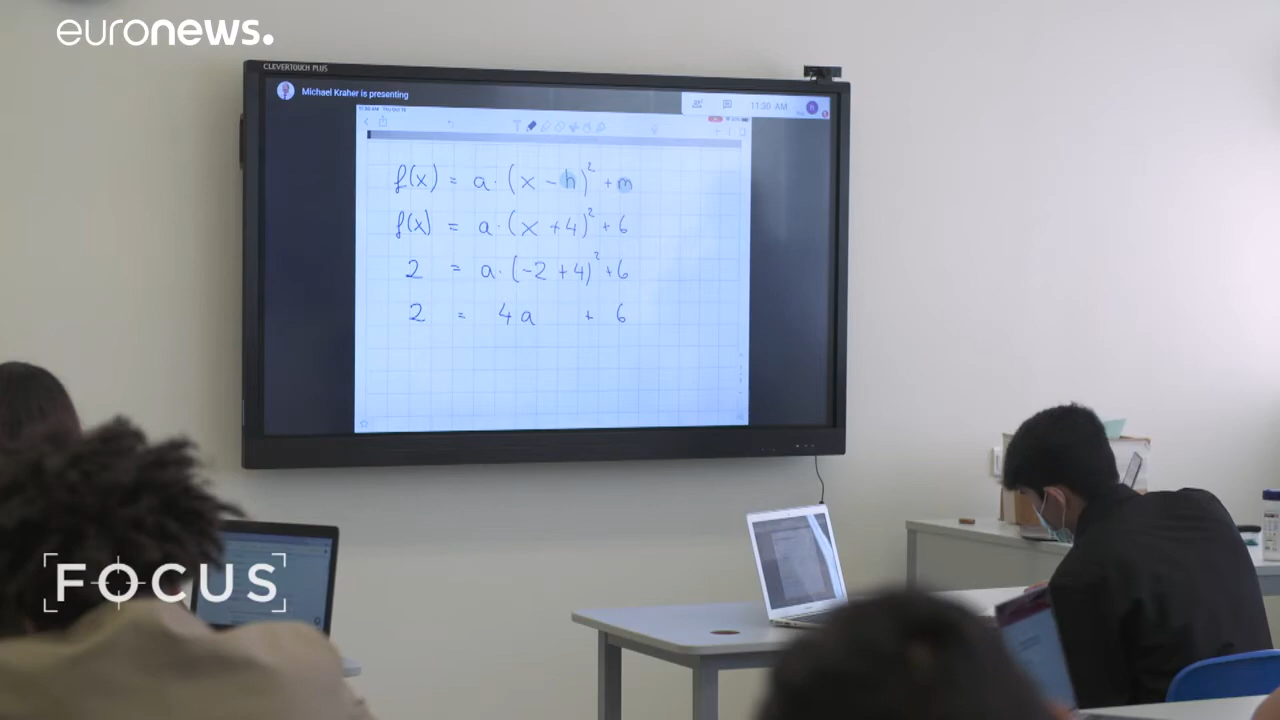 euronews.
CLEVERTOUCH PLUS
Michael Kraher is presenting
11:30 AM
f(x) = a · (x - h)² + m
f(x) = a · (x + 4)² + 6
2 = a · (-2 + 4)² + 6
2 = 4a + 6
FOCUS